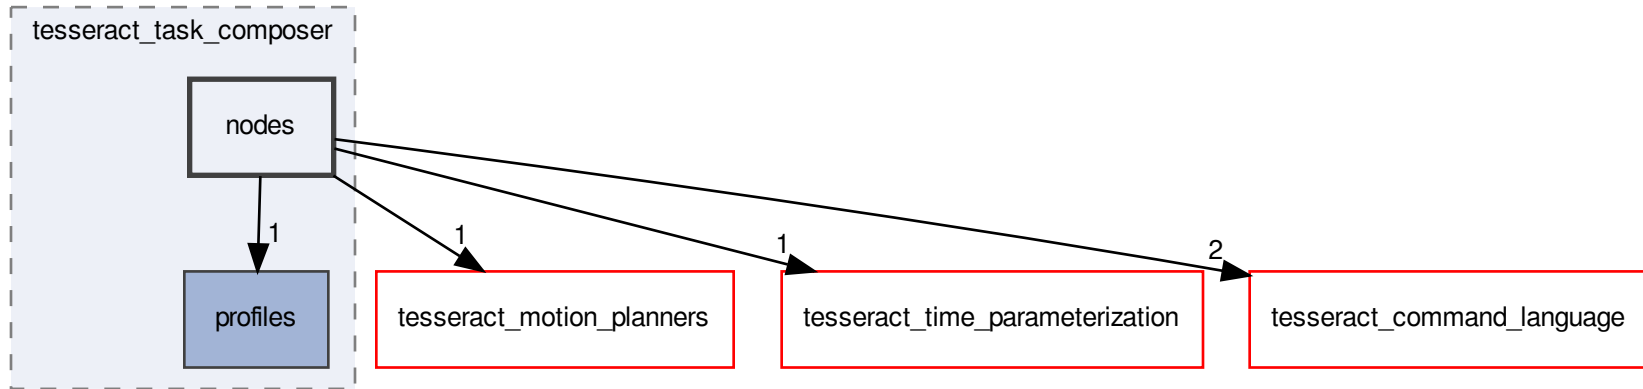 tesseract_task_composer
nodes
1
1
1
2
profiles
tesseract_motion_planners
tesseract_time_parameterization
tesseract_command_language